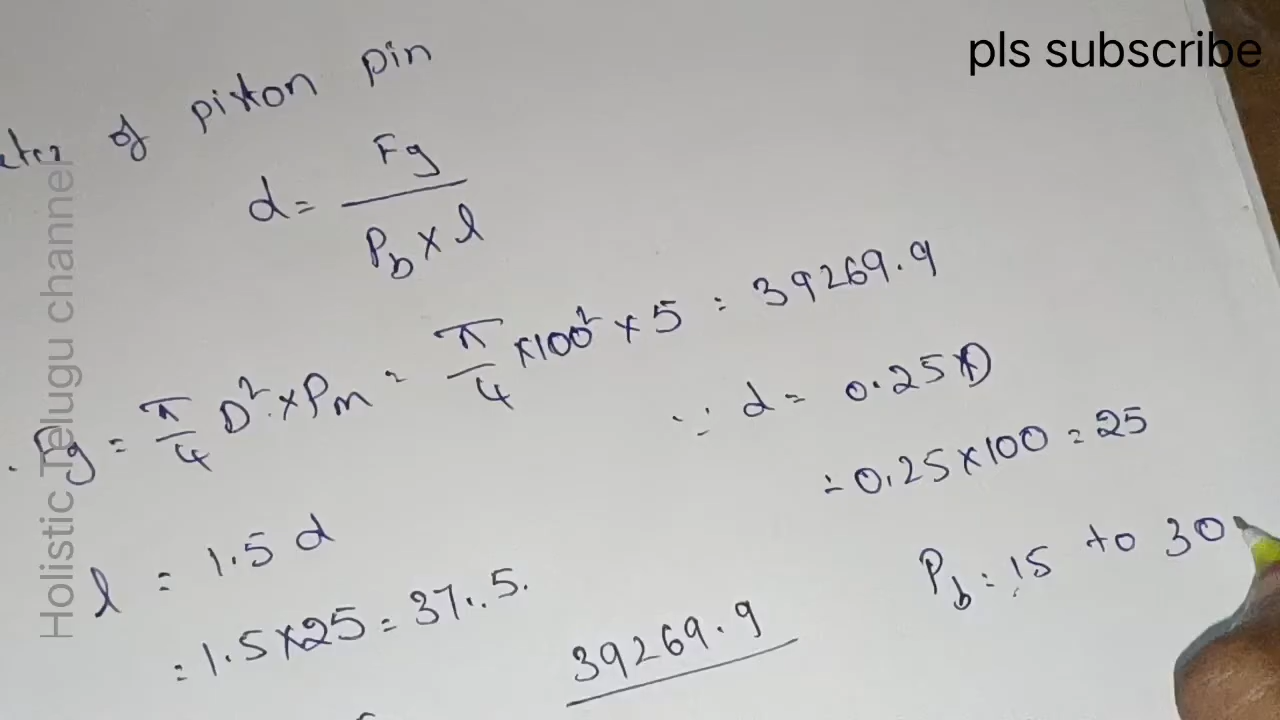 pls subscribe
Holistic Telugu channel
of piston pin
d = Fg / Pb × l
Fg = π/4 D² × Pm = π/4 × 100² × 5 = 39269.9
∵ d = 0.25 × D
= 0.25 × 100 = 25
l = 1.5 d
= 1.5 × 25 = 37.5.
Pb = 15 to 30
39269.9